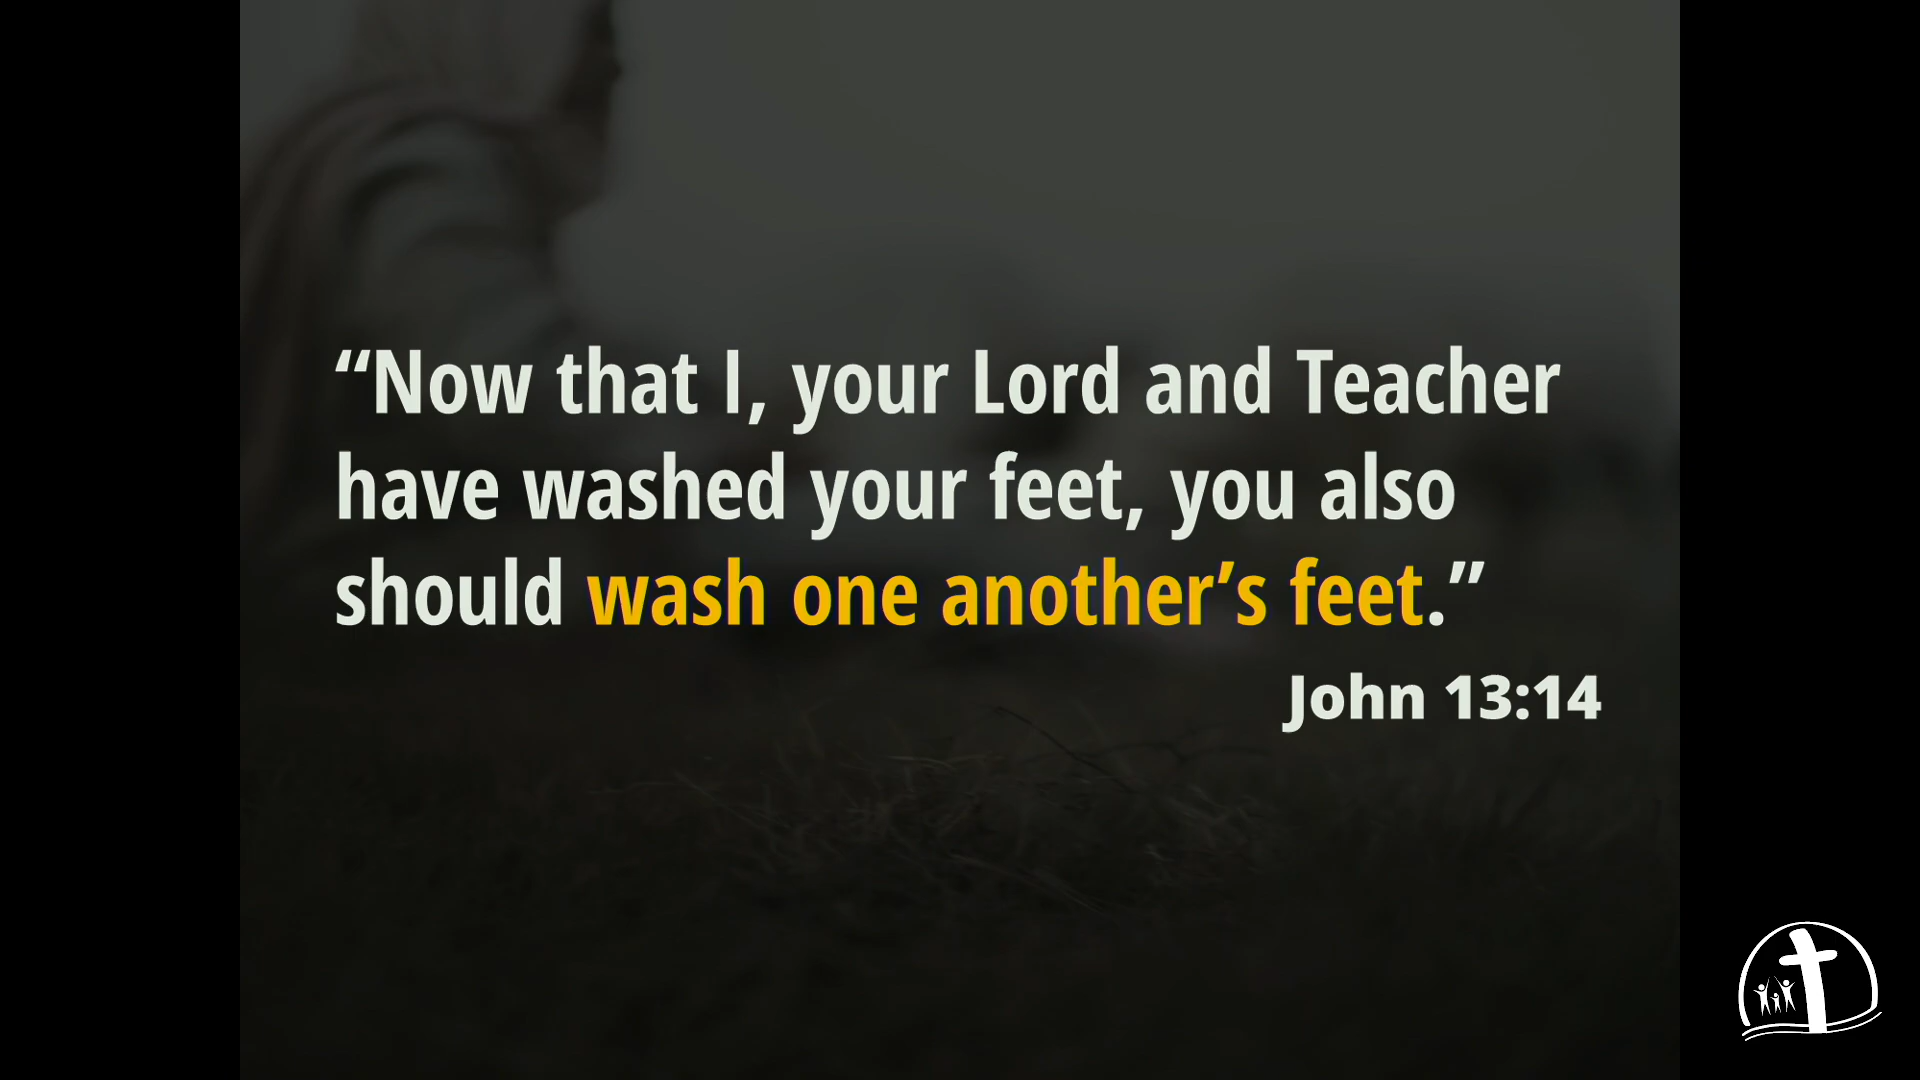 “Now that I, your Lord and Teacher
have washed your feet, you also
should wash one another’s feet.”
John 13:14